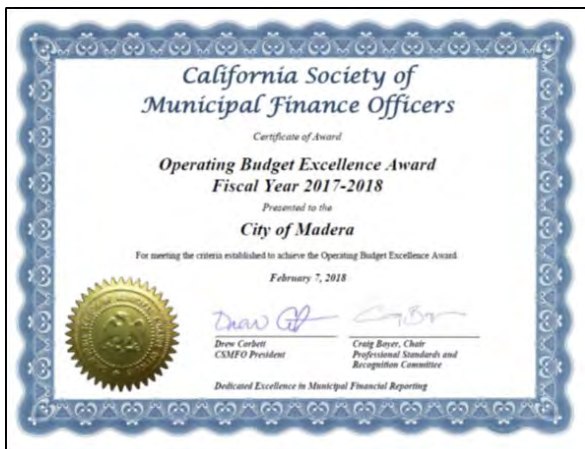 California Society of
Municipal Finance Officers
Certificate of Award
Operating Budget Excellence Award
Fiscal Year 2017-2018
Presented to the
City of Madera
For meeting the criteria established to achieve the Operating Budget Excellence Award.
February 7, 2018
Drew Corbett
CSMFO President
Craig Boyer, Chair
Professional Standards and
Recognition Committee
Dedicated Excellence in Municipal Financial Reporting